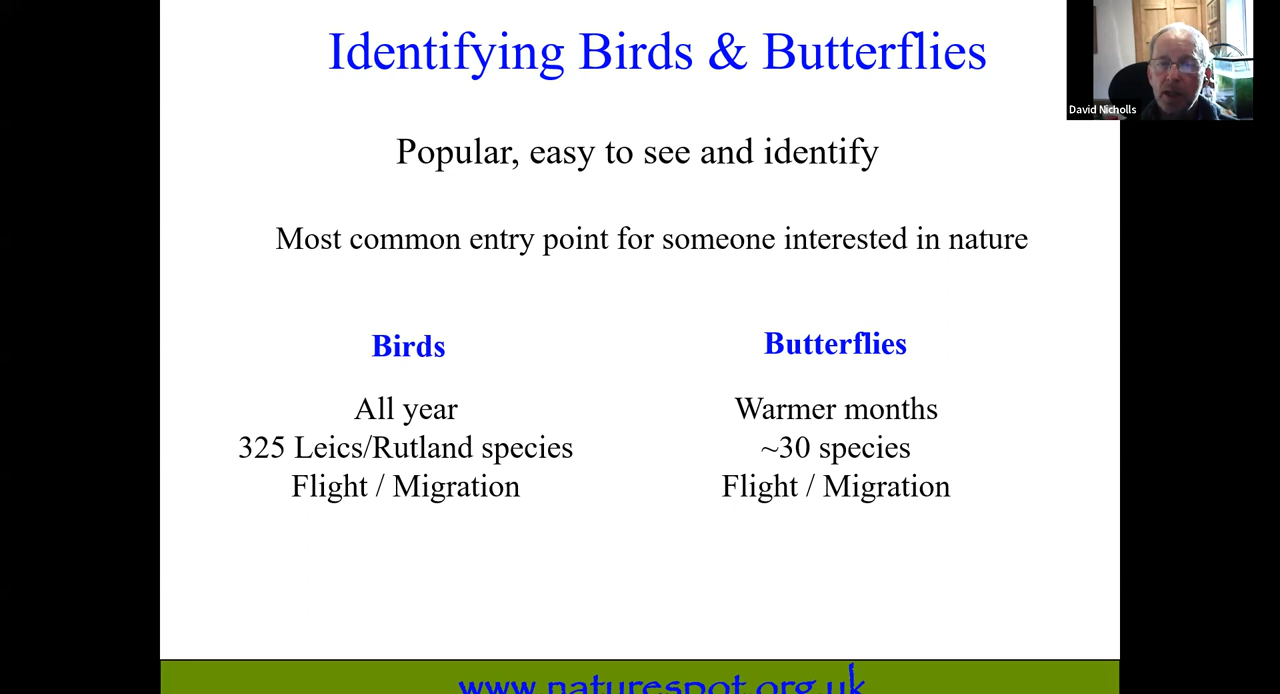 Identifying Birds & Butterflies
David Nicholls
Popular, easy to see and identify
Most common entry point for someone interested in nature
Birds
All year
325 Leics/Rutland species
Flight / Migration
Butterflies
Warmer months
~30 species
Flight / Migration
www.naturespot.org.uk